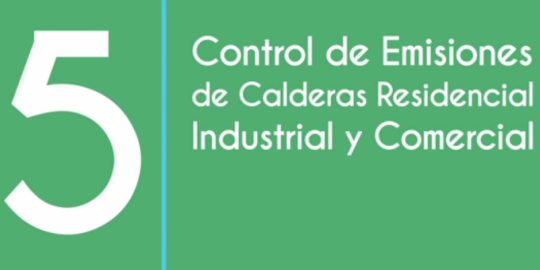 5
Control de Emisiones
de Calderas Residencial
Industrial y Comercial